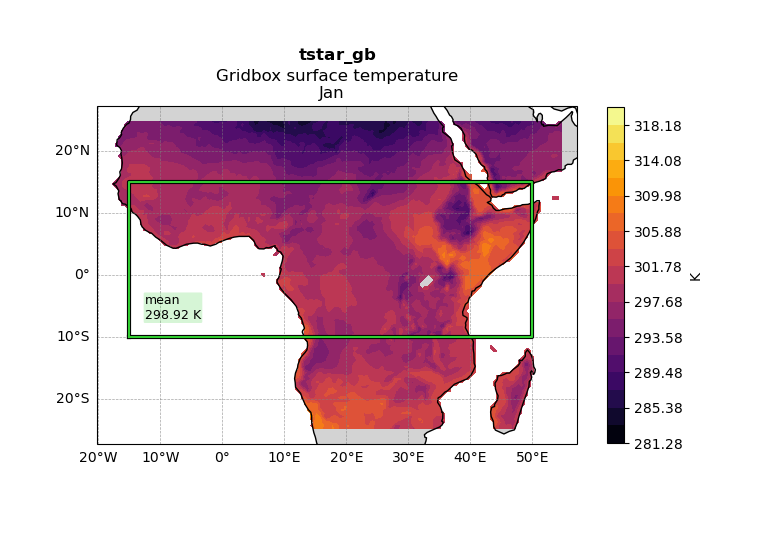 tstar_gb
Gridbox surface temperature
Jan
20°N
10°N
0°
10°S
20°S
mean
298.92 K
20°W
10°W
0°
10°E
20°E
30°E
40°E
50°E
318.18
314.08
309.98
305.88
301.78
297.68
293.58
289.48
285.38
281.28
K